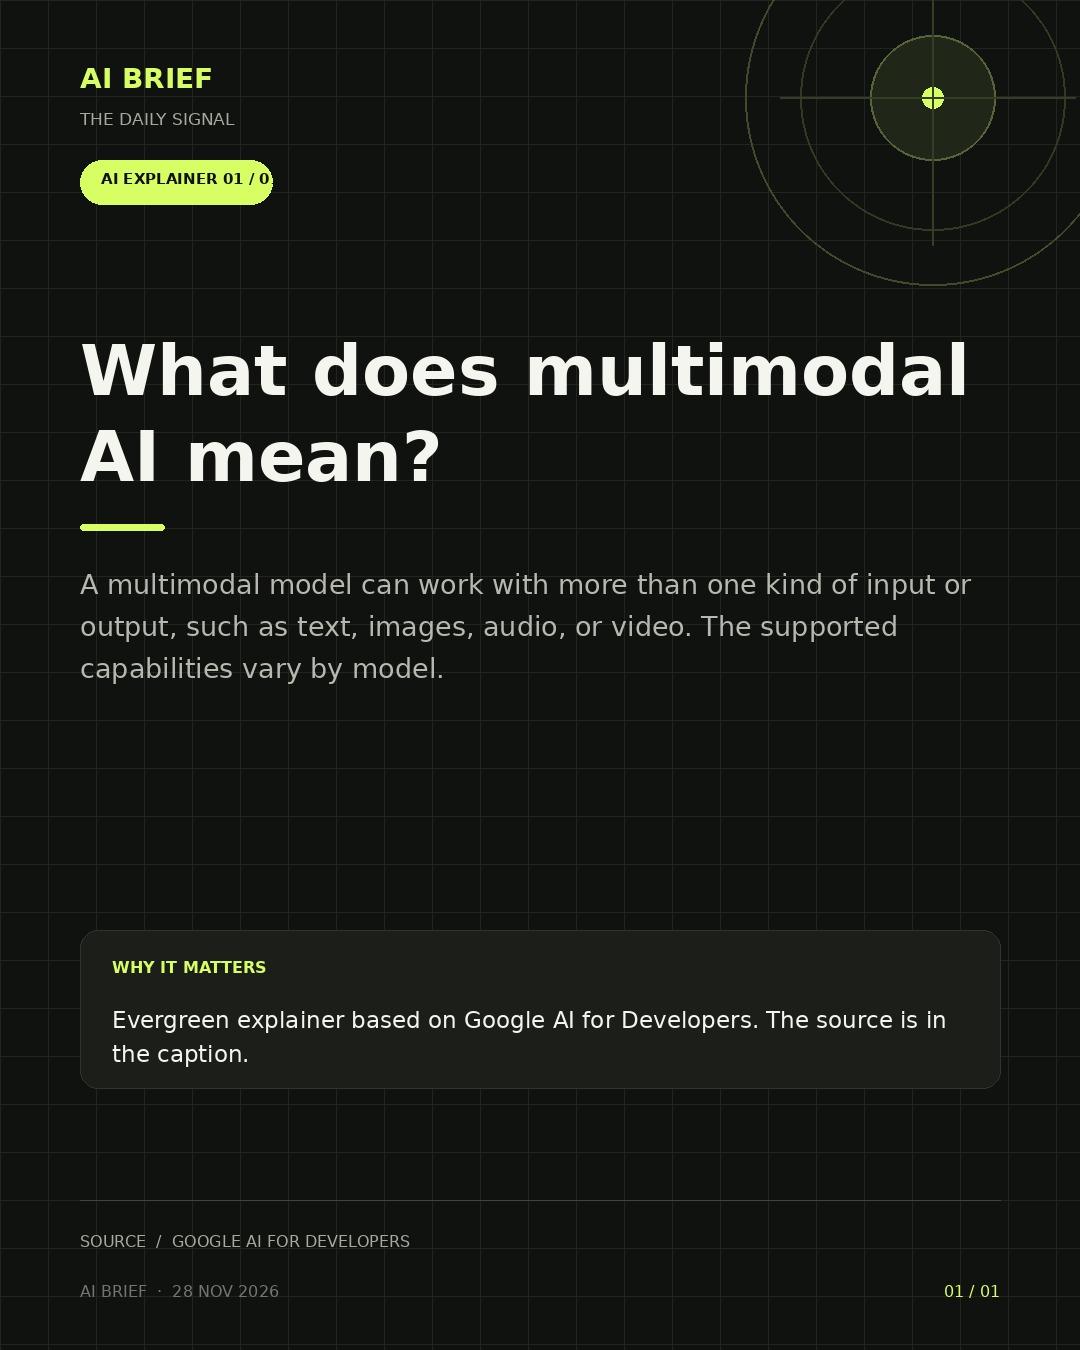 AI BRIEF
THE DAILY SIGNAL
AI EXPLAINER 01 / 0
What does multimodal
AI mean?
A multimodal model can work with more than one kind of input or
output, such as text, images, audio, or video. The supported
capabilities vary by model.
WHY IT MATTERS
Evergreen explainer based on Google AI for Developers. The source is in
the caption.
SOURCE / GOOGLE AI FOR DEVELOPERS
AI BRIEF · 28 NOV 2026
01 / 01